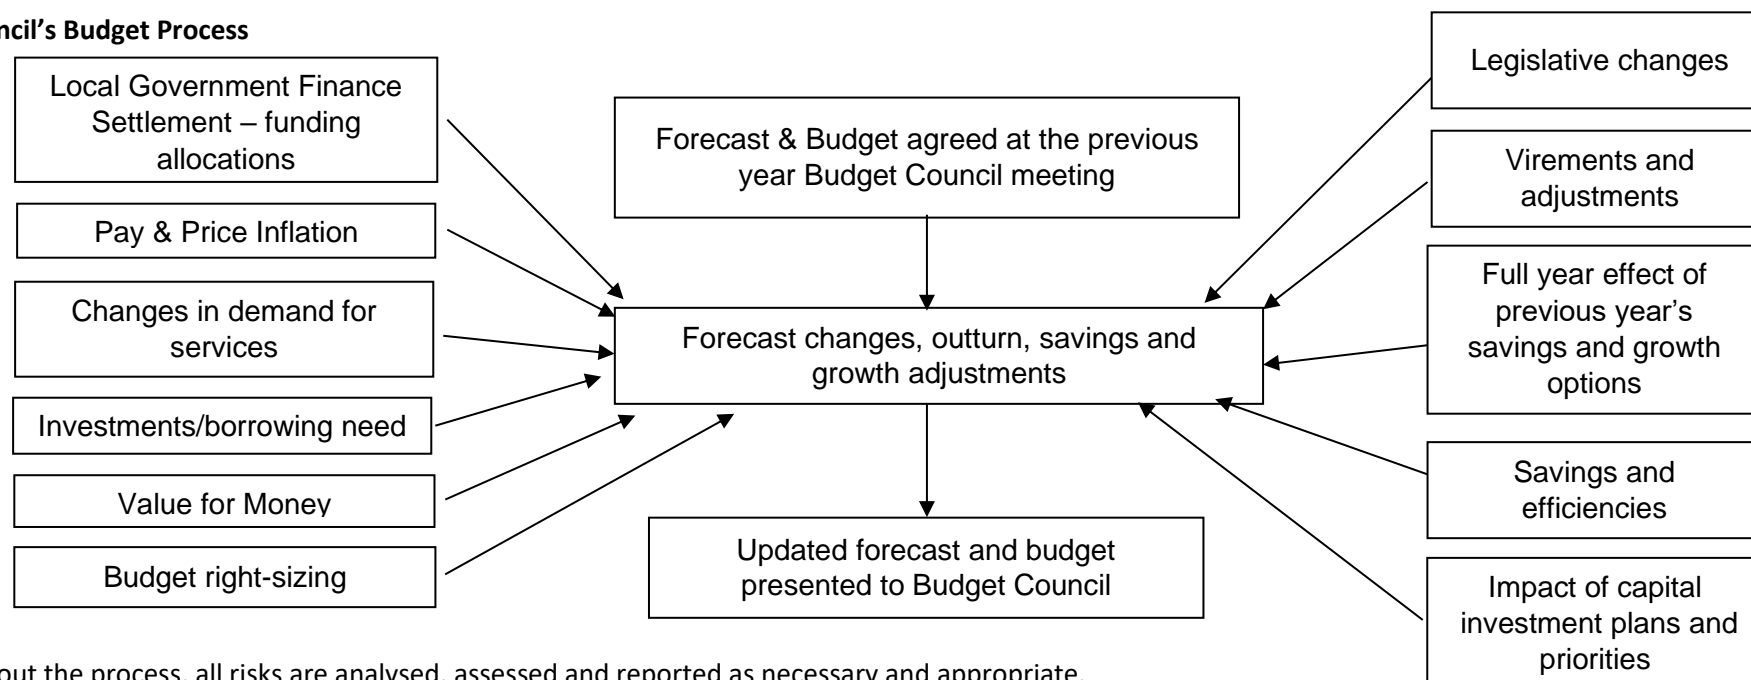 ncil’s Budget Process
Local Government Finance
Settlement – funding
allocations
Pay & Price Inflation
Changes in demand for
services
Investments/borrowing need
Value for Money
Budget right-sizing
Forecast & Budget agreed at the previous
year Budget Council meeting
Forecast changes, outturn, savings and
growth adjustments
Updated forecast and budget
presented to Budget Council
Legislative changes
Virements and
adjustments
Full year effect of
previous year’s
savings and growth
options
Savings and
efficiencies
Impact of capital
investment plans and
priorities
out the process, all risks are analysed, assessed and reported as necessary and appropriate.